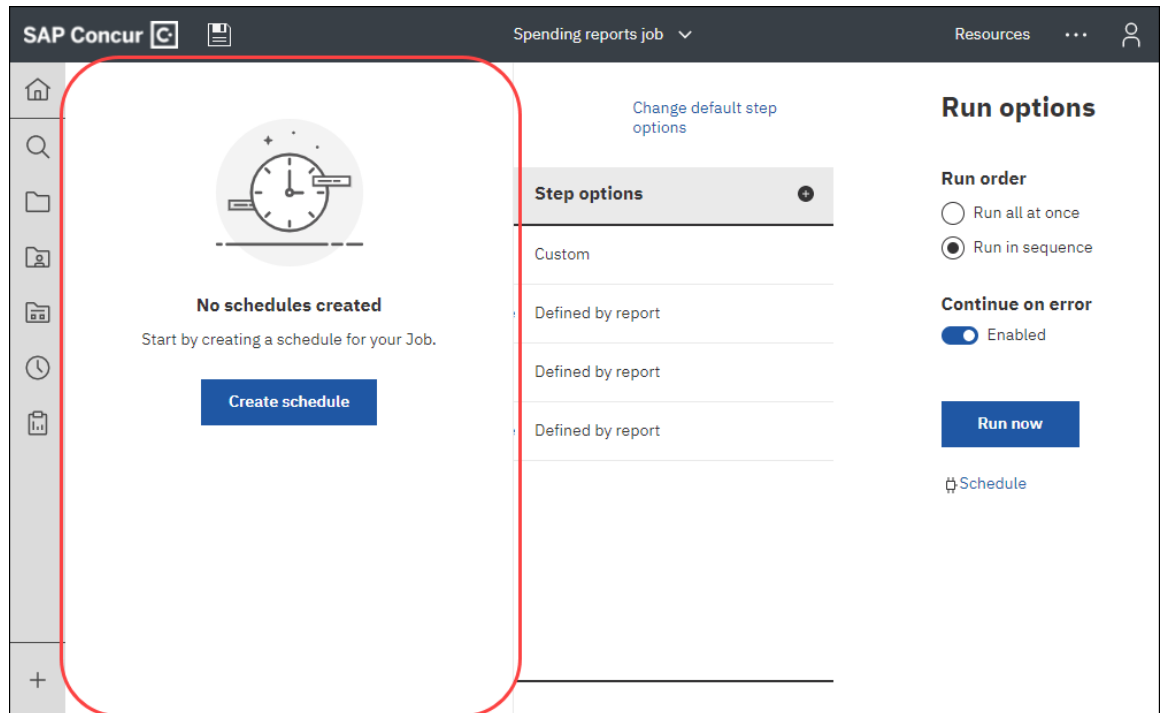 SAP Concur C
Spending reports job
Resources
No schedules created
Start by creating a schedule for your Job.
Create schedule
Change default step
options
Step options
Custom
Defined by report
Defined by report
Defined by report
Run options
Run order
Run all at once
Run in sequence
Continue on error
Enabled
Run now
Schedule